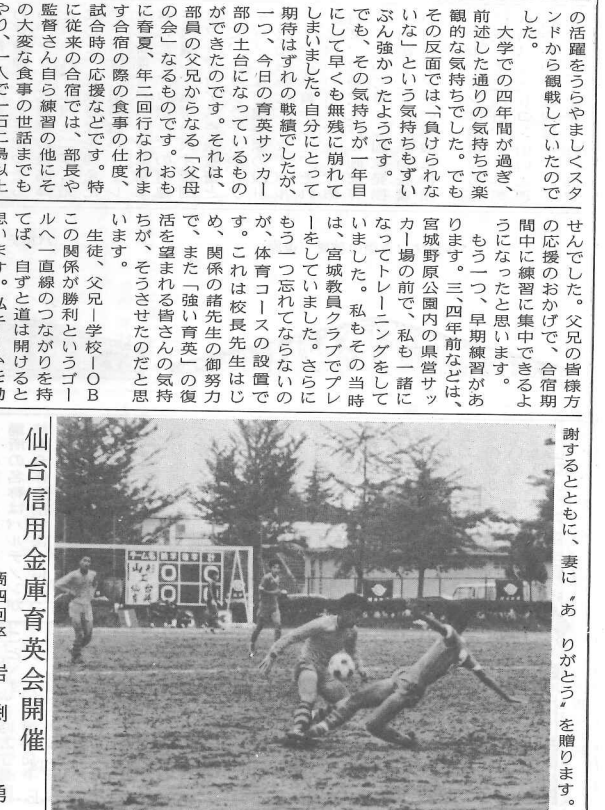 の活躍をうらやましくスタ
ンドから観戦していたので
した。
大学での四年間が過ぎ、
前述した通りの気持ちで楽
観的な気持ちでした。でも
その反面では、「負けられな
いな」という気持ちもずい
ぶん強かったようです。
でも、その気持ちが一年目
にして早くも無残に崩れて
しまいました。自分にとって
期待はずれの戦績でしたが、
一つ、今日の育英サッカー
部の土台になっているもの
ができたのです。それは、
部員の父兄からなる「父母
の会」なるものです。おも
に春夏、年二回行なわれま
す合宿の際の食事の仕度、
試合時の応援などです。特
に従来の合宿では、部長や
監督さん自ら練習の他にそ
の大変な食事の世話までも
やり、一人で一石二鳥以上
せんでした。父兄の皆様方
の応援のおかげで、合宿期
間中に練習に集中できるよ
うになったと思います。
もう一つ、早期練習があ
ります。三、四年前などは、
宮城野原公園内の県営サッ
カー場の前で、私も一緒に
なってトレーニングをして
いました。私もその当時
は、宮城教員クラブでプレ
ーをしていました。さらに
もう一つ忘れてならないの
が、体育コースの設置で
す。これは校長先生はじ
め、関係の諸先生の御努力
で、また「強い育英」の復
活を望まれる皆さんの気持
ちが、そうさせたのだと思
います。
生徒、父兄―学校―OB
この関係が勝利というゴー
ルへ一直線のつながりを持
てば、自ずと道は開けると
思います。私
謝するとともに、妻に〝あ りがとう〟を贈ります。
チーム名
仙台信用金庫育英会開催
商四回卒 岩